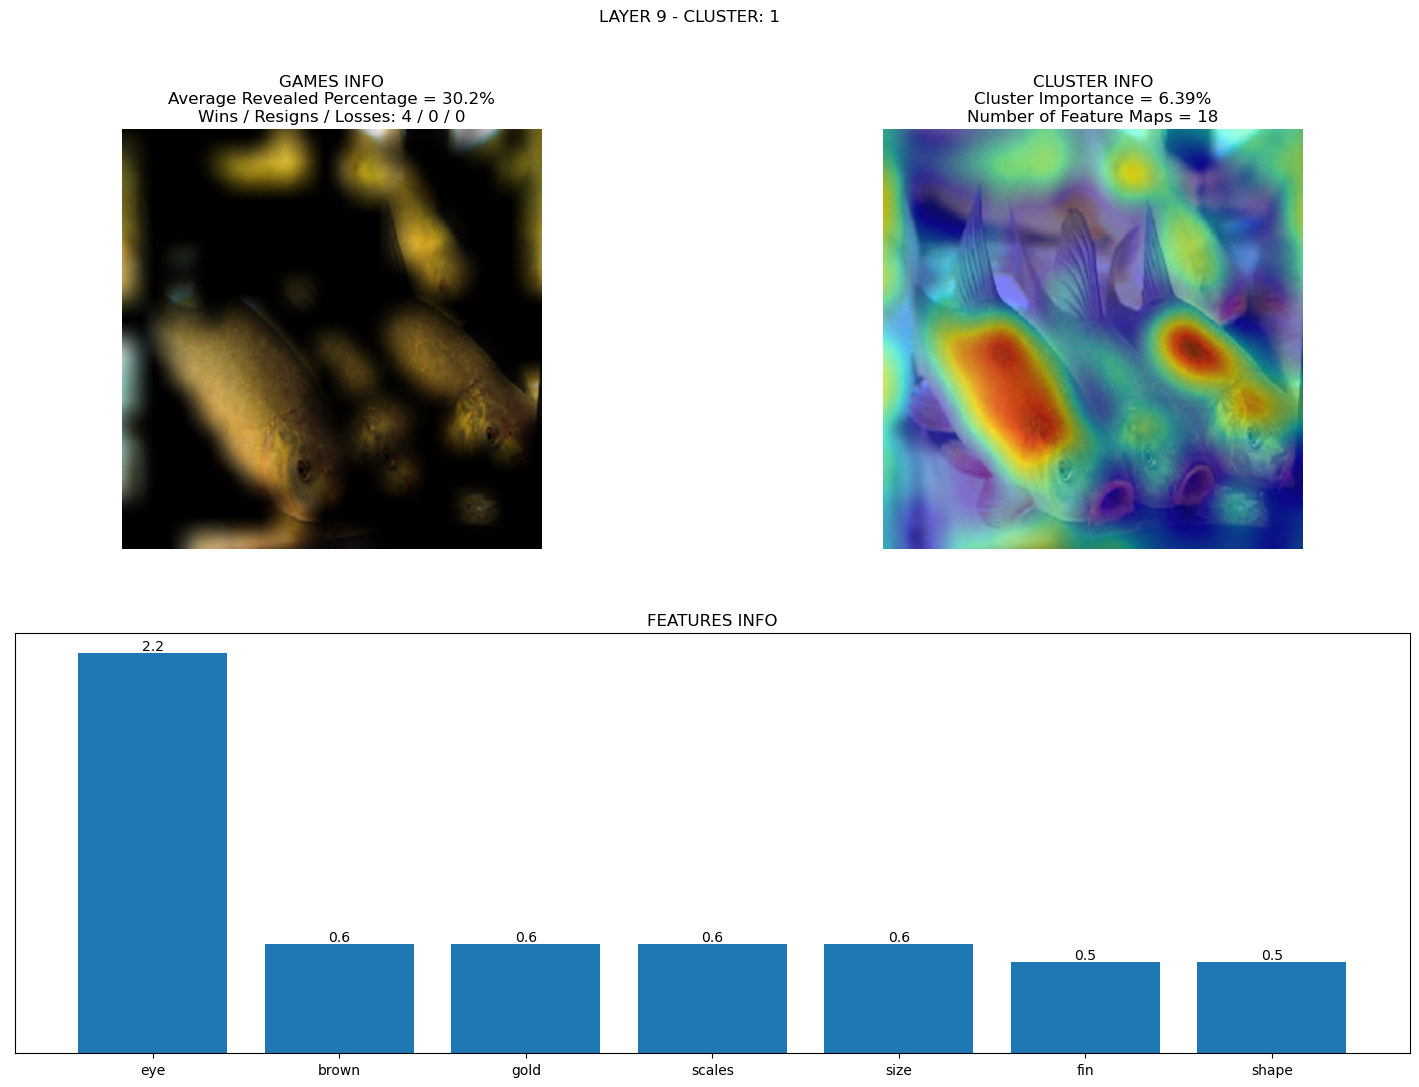 LAYER 9 - CLUSTER: 1
GAMES INFO
Average Revealed Percentage = 30.2%
Wins / Resigns / Losses: 4 / 0 / 0
CLUSTER INFO
Cluster Importance = 6.39%
Number of Feature Maps = 18
FEATURES INFO
2.2
0.6
0.6
0.6
0.6
0.5
0.5
eye
brown
gold
scales
size
fin
shape